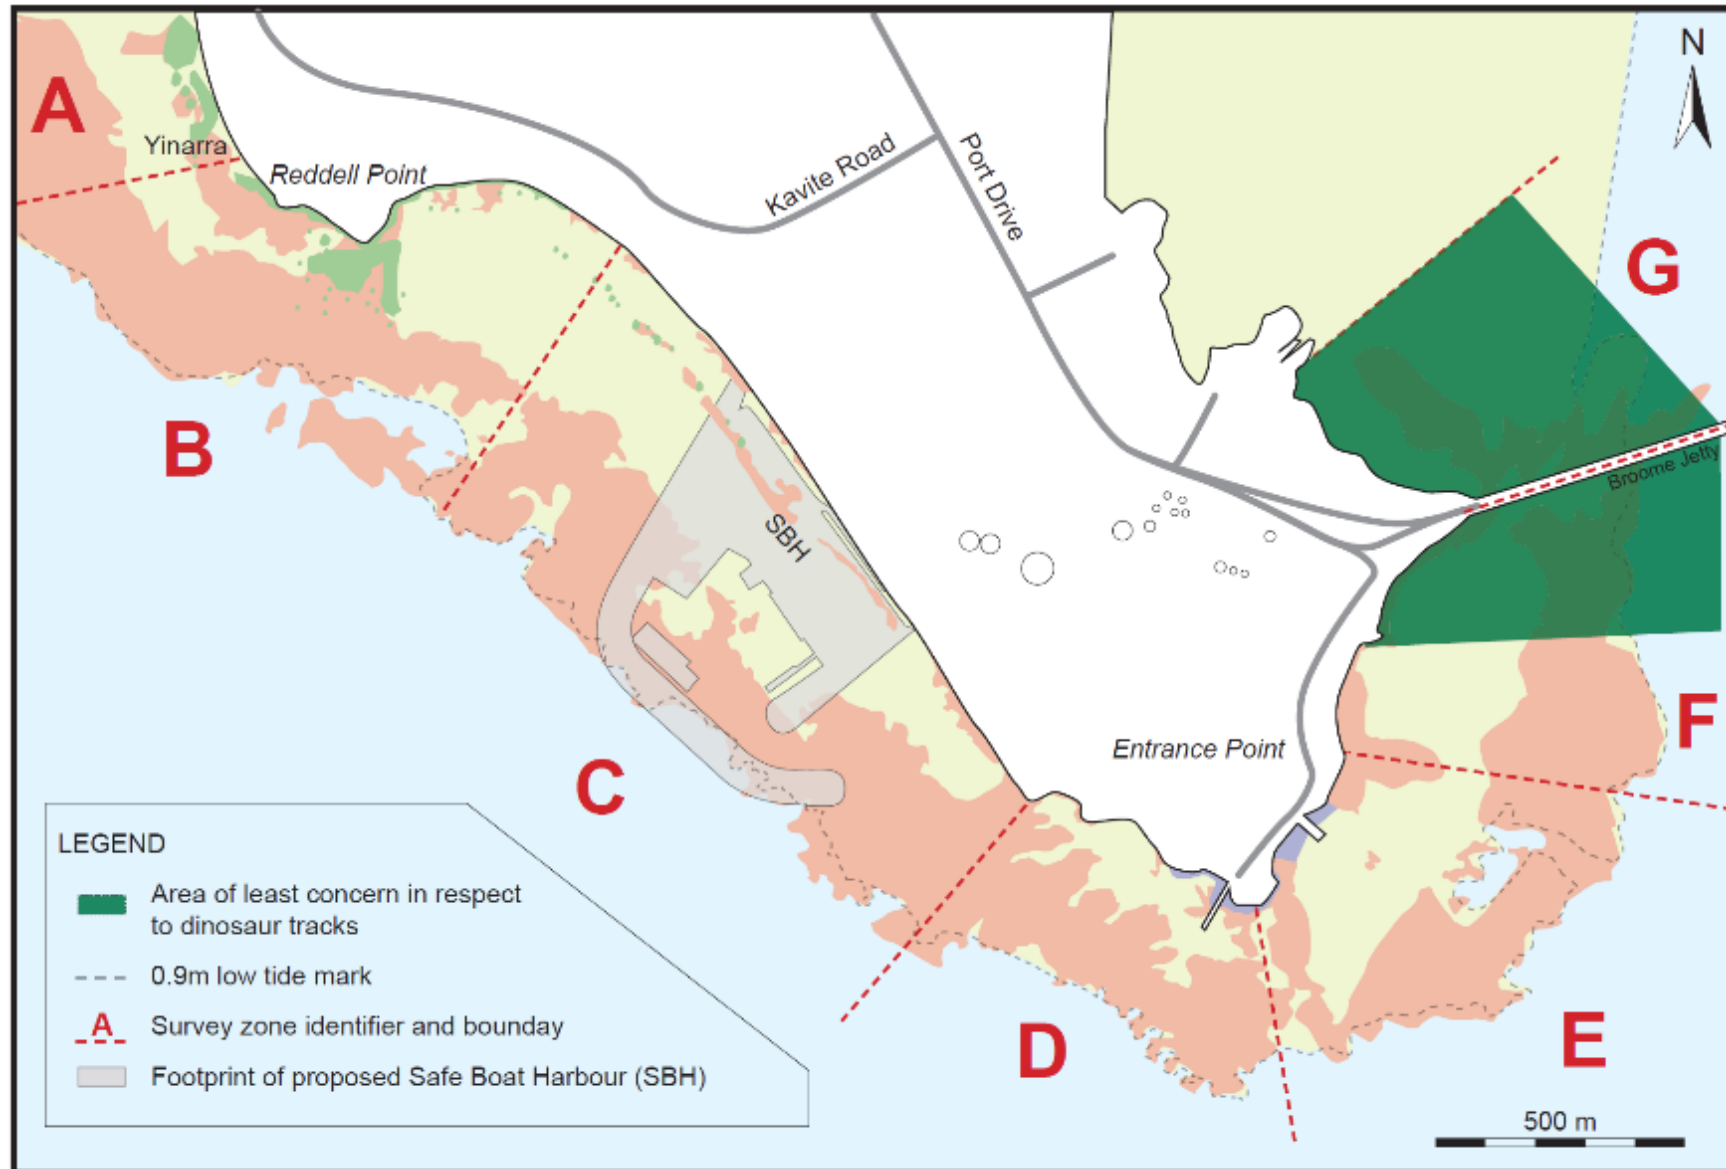 N
A
Yinarra
Reddell Point
Kavite Road
Port Drive
G
B
Broome Jetty
SBH
F
Entrance Point
C
D
E
LEGEND
Area of least concern in respect
to dinosaur tracks
0.9m low tide mark
A Survey zone identifier and bounday
Footprint of proposed Safe Boat Harbour (SBH)
500 m